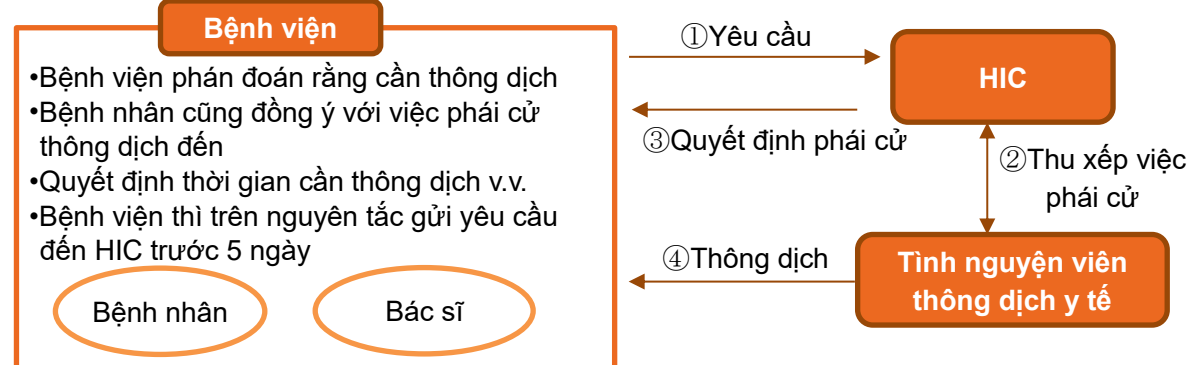 Bệnh viện
•Bệnh viện phán đoán rằng cần thông dịch
•Bệnh nhân cũng đồng ý với việc phái cử
thông dịch đến
•Quyết định thời gian cần thông dịch v.v.
•Bệnh viện thì trên nguyên tắc gửi yêu cầu
đến HIC trước 5 ngày
Bệnh nhân
Bác sĩ
①Yêu cầu
③Quyết định phái cử
HIC
②Thu xếp việc
phái cử
④Thông dịch
Tình nguyện viên
thông dịch y tế